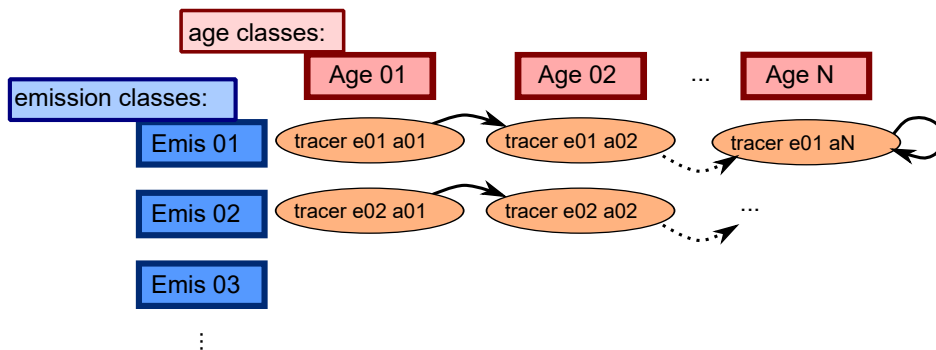 age classes:
Age 01 Age 02 ... Age N
emission classes:
Emis 01 tracer e01 a01 tracer e01 a02 tracer e01 aN
Emis 02 tracer e02 a01 tracer e02 a02 ...
Emis 03
⋮